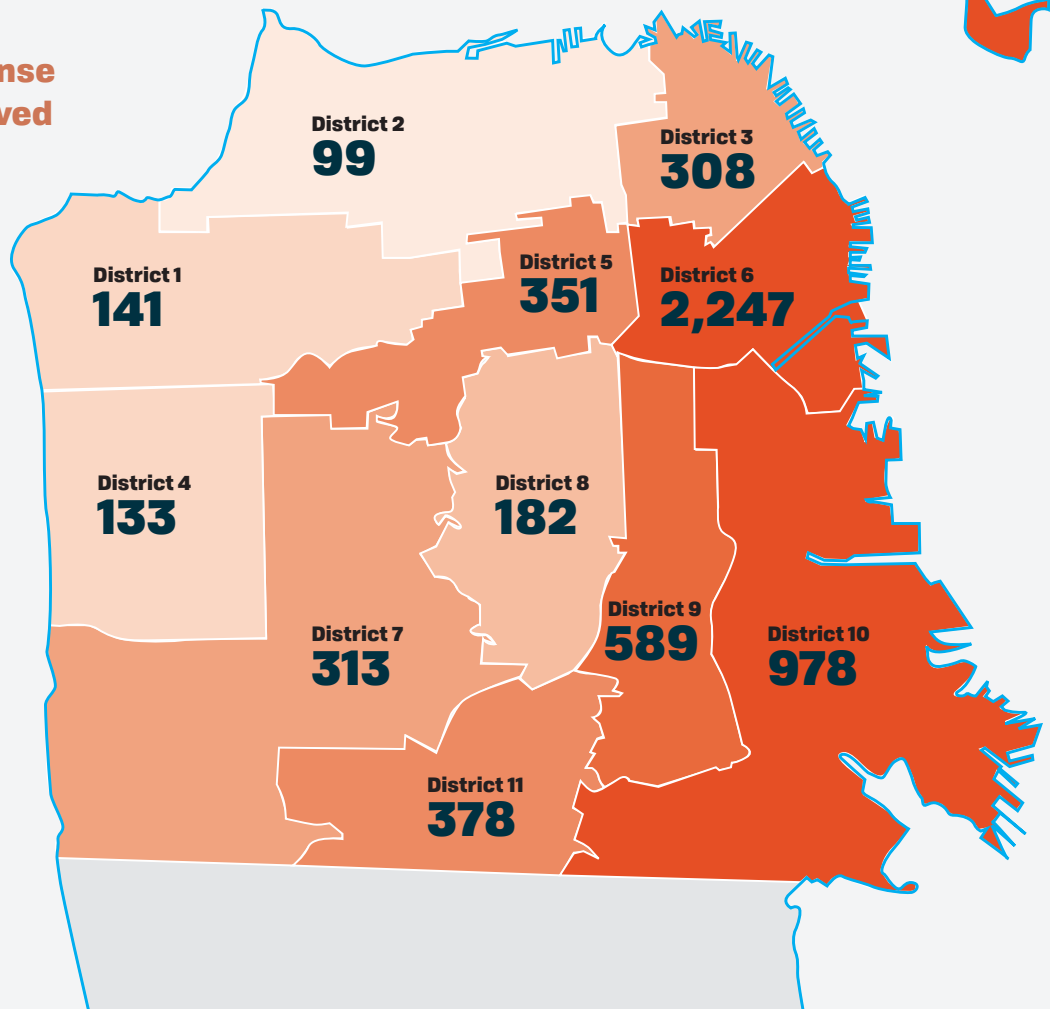 nse
ved
District 2
99
District 3
308
District 1
141
District 5
351
District 6
2,247
District 4
133
District 8
182
District 7
313
District 9
589
District 10
978
District 11
378